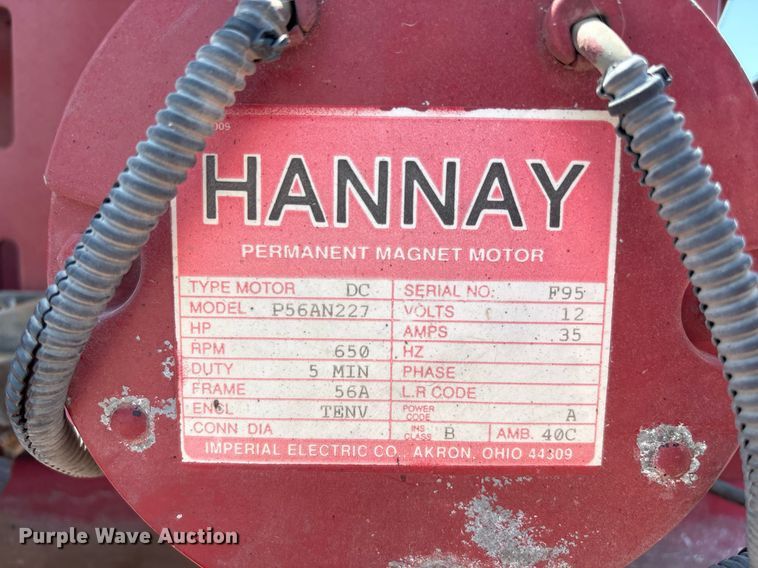 009
HANNAY
PERMANENT MAGNET MOTOR
TYPE MOTOR DC SERIAL NO: F95
MODEL P56AN227 VOLTS 12
HP AMPS 35
RPM 650 HZ
DUTY 5 MIN PHASE
FRAME 56A L.R CODE
ENCL TENV POWER CODE A
CONN DIA INS CLASS B AMB. 40C
IMPERIAL ELECTRIC CO., AKRON, OHIO 44309
Purple Wave Auction®